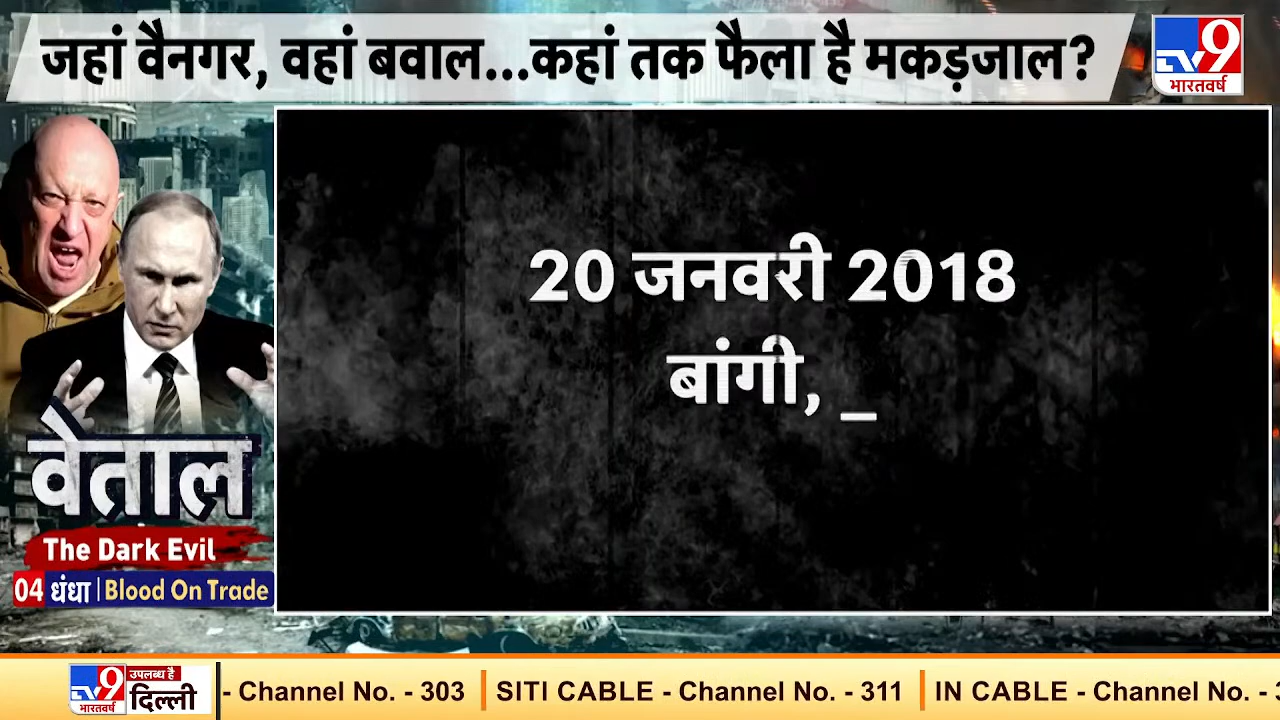 जहां वैनगर, वहां बवाल...कहां तक फैला है मकड़जाल?
TV9
भारतवर्ष
20 जनवरी 2018
बांगी, _
वेताल
The Dark Evil
04 धंधा | Blood On Trade
TV9
भारतवर्ष
उपलब्ध है
दिल्ली
- Channel No. - 303 | SITI CABLE - Channel No. - 311 | IN CABLE - Channel No. -